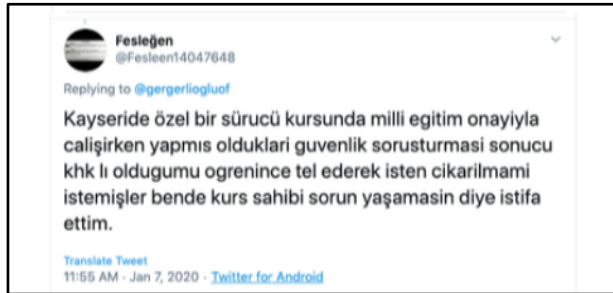 Fesleğen
@Fesleen14047648
Replying to @gergerliogluof
Kayseride özel bir sürücü kursunda milli egitim onayiyla
calişirken yapmıs olduklari guvenlik sorusturmasi sonucu
khk lı oldugumu ogrenince tel ederek isten cikarilmami
istemişler bende kurs sahibi sorun yaşamasin diye istifa
ettim.
Translate Tweet
11:55 AM · Jan 7, 2020 · Twitter for Android